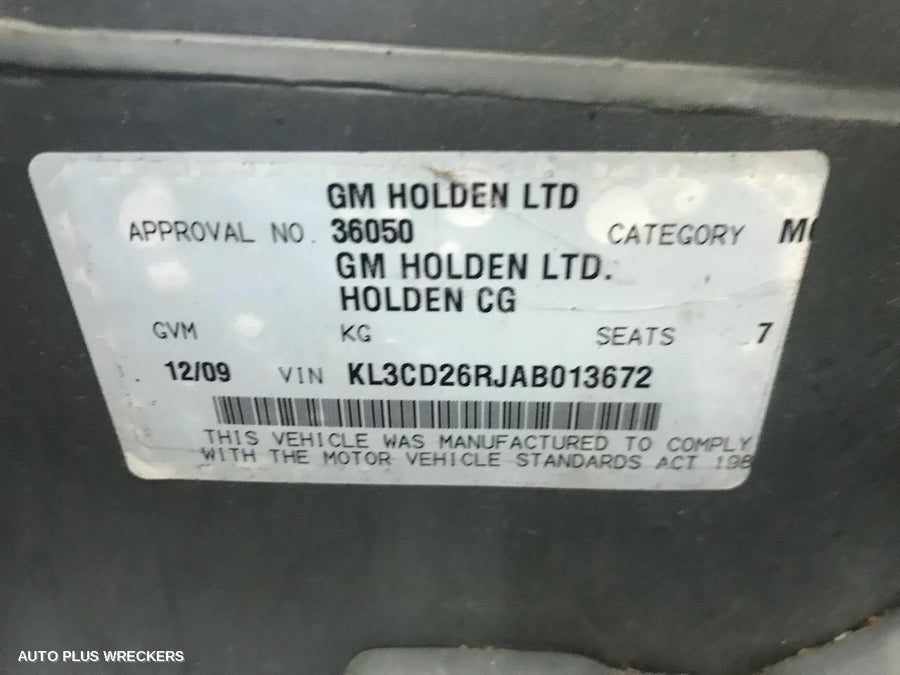 GM HOLDEN LTD
APPROVAL NO. 36050 CATEGORY
GM HOLDEN LTD.
HOLDEN CG
GVM KG SEATS 7
12/09 VIN KL3CD26RJAB013672
THIS VEHICLE WAS MANUFACTURED TO COMPLY
WITH THE MOTOR VEHICLE STANDARDS ACT
AUTO PLUS WRECKERS